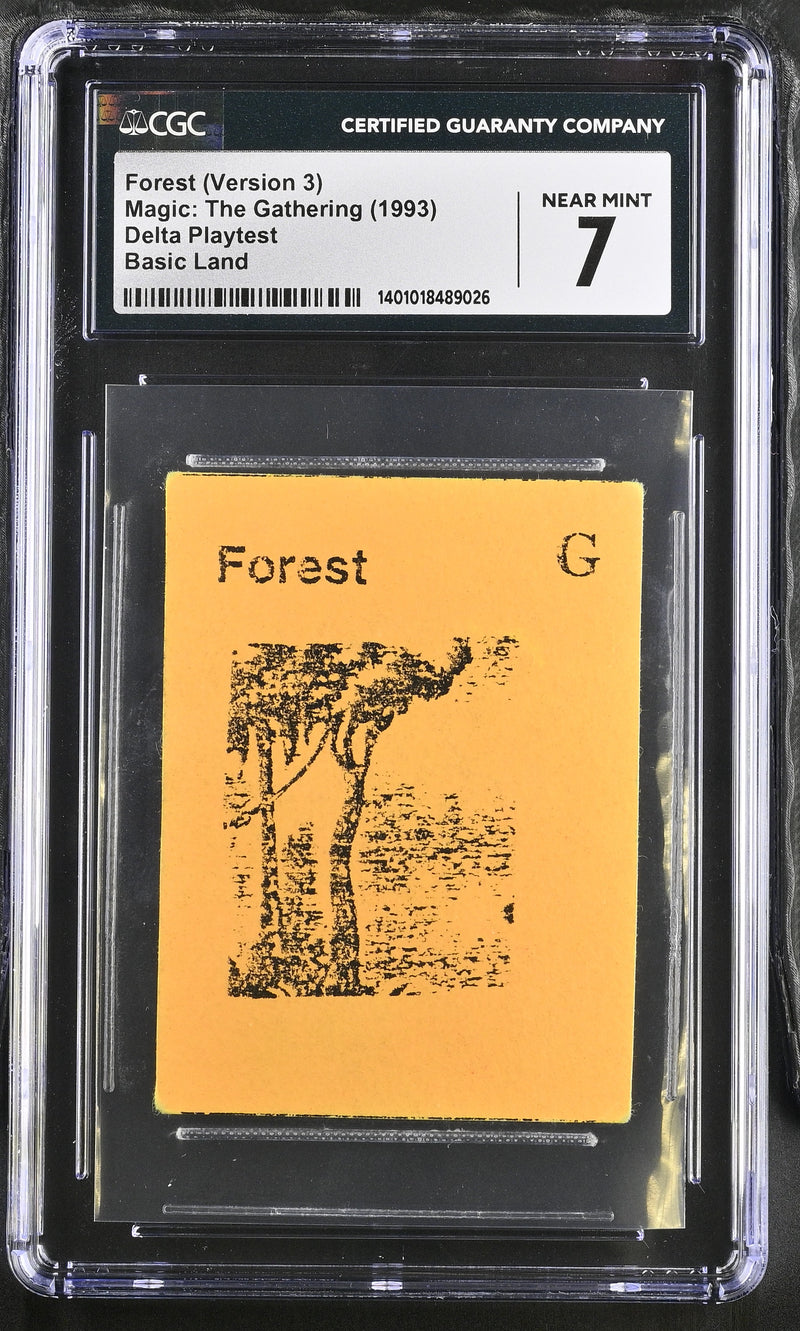 CGC
CERTIFIED GUARANTY COMPANY
Forest (Version 3)
Magic: The Gathering (1993)
Delta Playtest
Basic Land
NEAR MINT
7
1401018489026
Forest
G